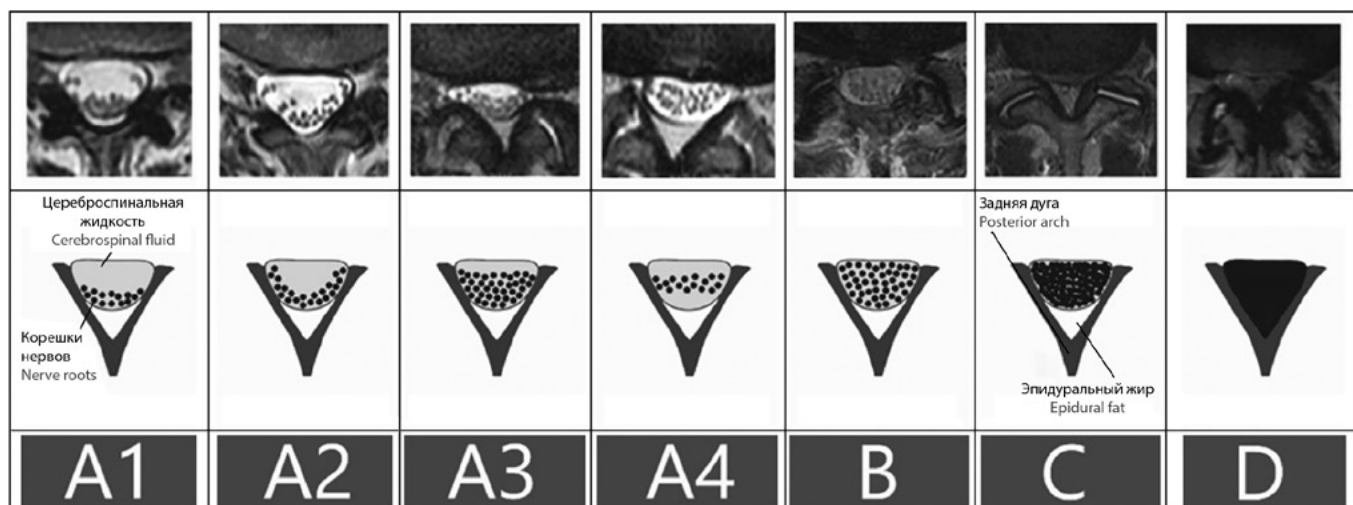 Цереброспинальная
жидкость
Cerebrospinal fluid
Корешки
нервов
Nerve roots
Задняя дуга
Posterior arch
Эпидуральный жир
Epidural fat
A1
A2
A3
A4
B
C
D